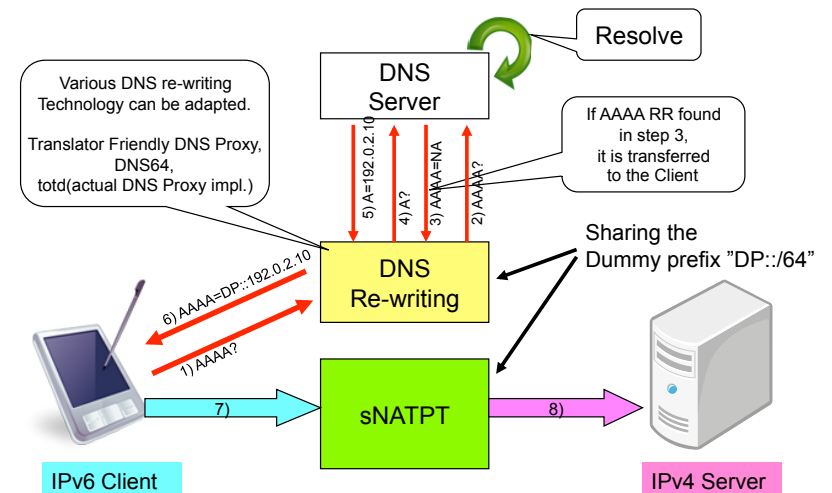 Resolve
DNS
Server
Various DNS re-writing
Technology can be adapted.
Translator Friendly DNS Proxy,
DNS64,
totd(actual DNS Proxy impl.)
If AAAA RR found
in step 3,
it is transferred
to the Client
5) A=192.0.2.10
4) A?
3) AAAA=NA
2) AAAA?
Sharing the
Dummy prefix ”DP::/64”
DNS
Re-writing
6) AAAA=DP::192.0.2.10
1) AAAA?
sNATPT
7)
8)
IPv6 Client
IPv4 Server